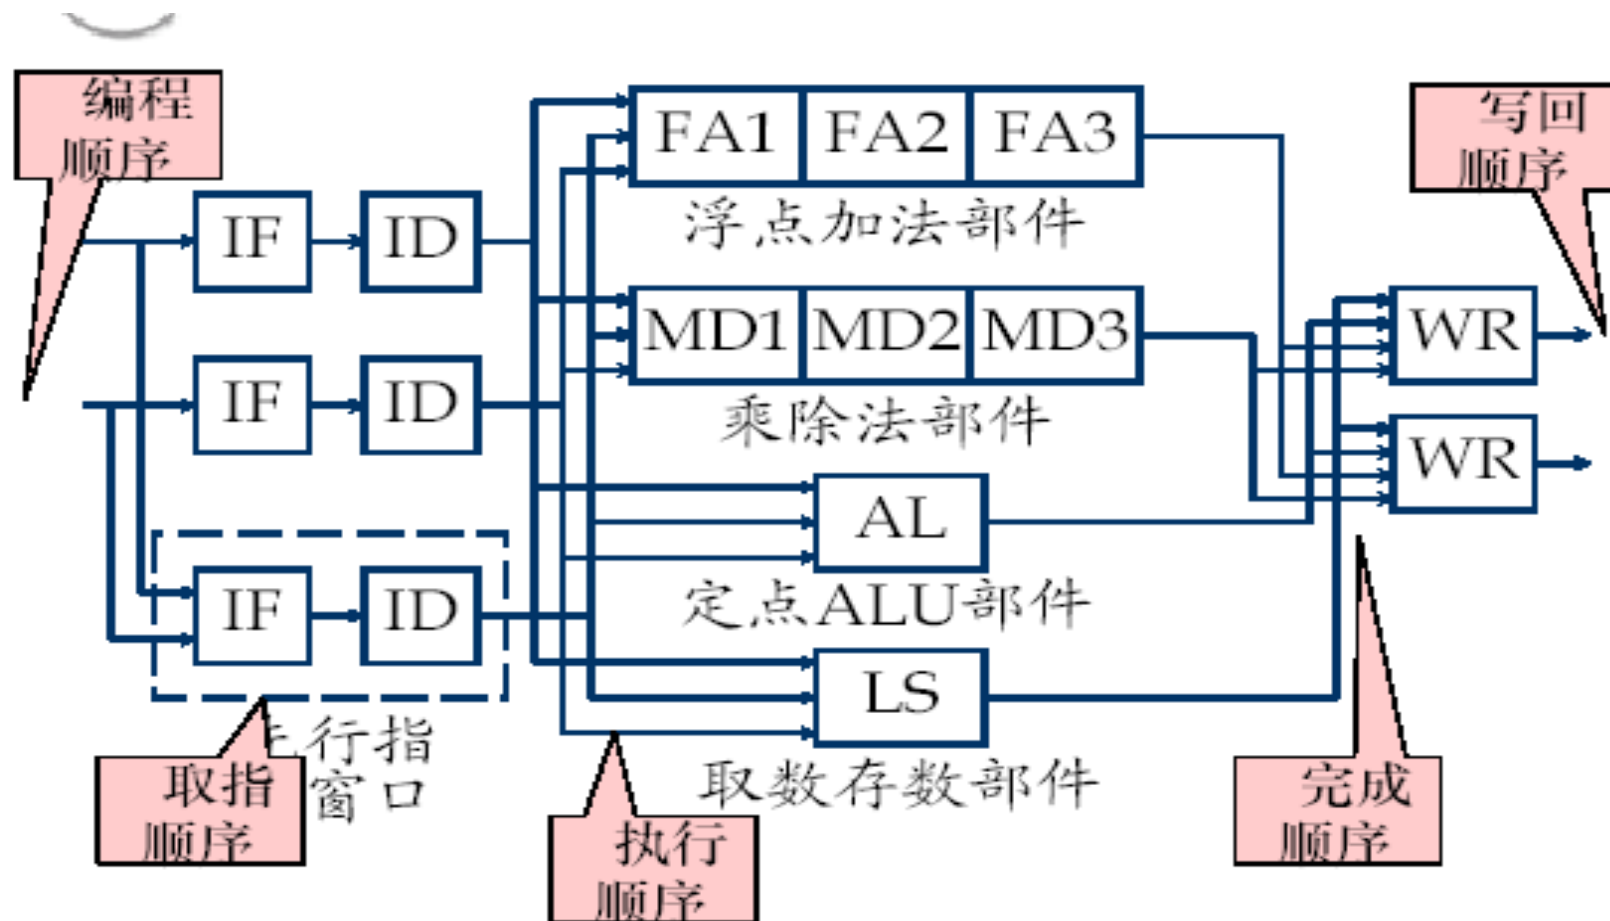 编程
顺序
IF
ID
FA1
FA2
FA3
浮点加法部件
写回
顺序
IF
ID
MD1
MD2
MD3
乘除法部件
WR
WR
AL
定点ALU部件
IF
ID
行指
窗口
取指
顺序
LS
取数存数部件
执行
顺序
完成
顺序